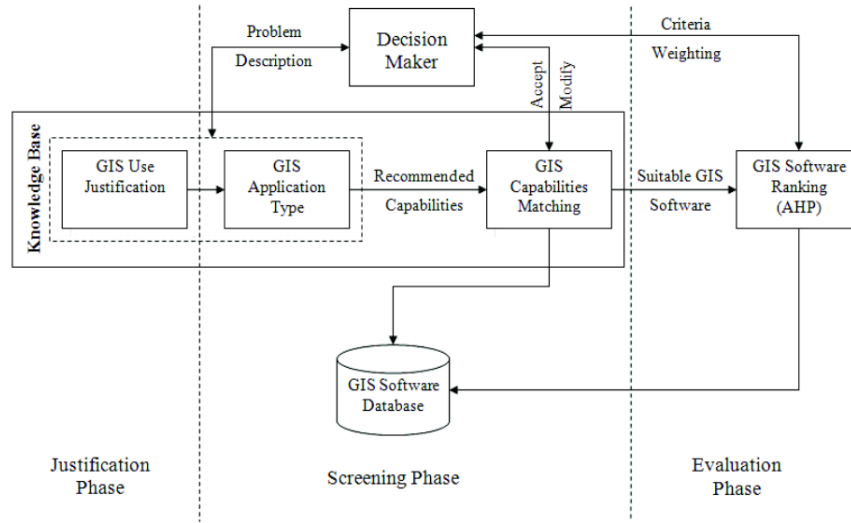 Problem
Description
Decision
Maker
Criteria
Weighting
Accept
Modify
Knowledge Base
GIS Use
Justification
GIS
Application
Type
Recommended
Capabilities
GIS
Capabilities
Matching
Suitable GIS
Software
GIS Software
Ranking
(AHP)
GIS Software
Database
Justification
Phase
Screening Phase
Evaluation
Phase